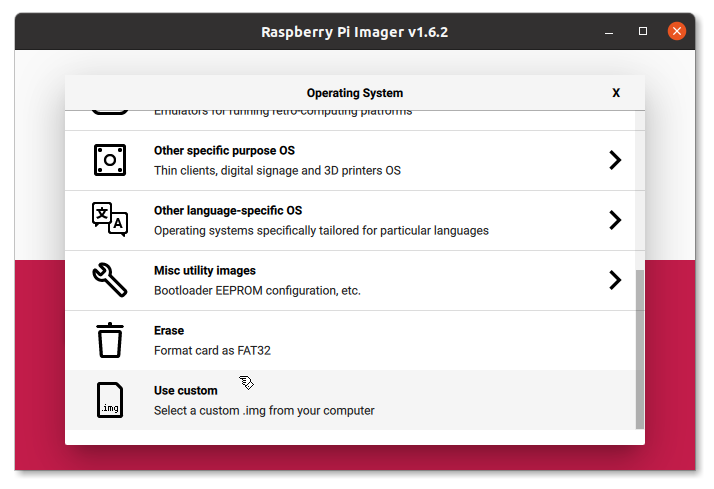 Raspberry Pi Imager v1.6.2
Operating System
X
Emulators for running retro-computing platforms
Other specific purpose OS
Thin clients, digital signage and 3D printers OS
文
A
Other language-specific OS
Operating systems specifically tailored for particular languages
Misc utility images
Bootloader EEPROM configuration, etc.
Erase
Format card as FAT32
.img
Use custom
Select a custom .img from your computer